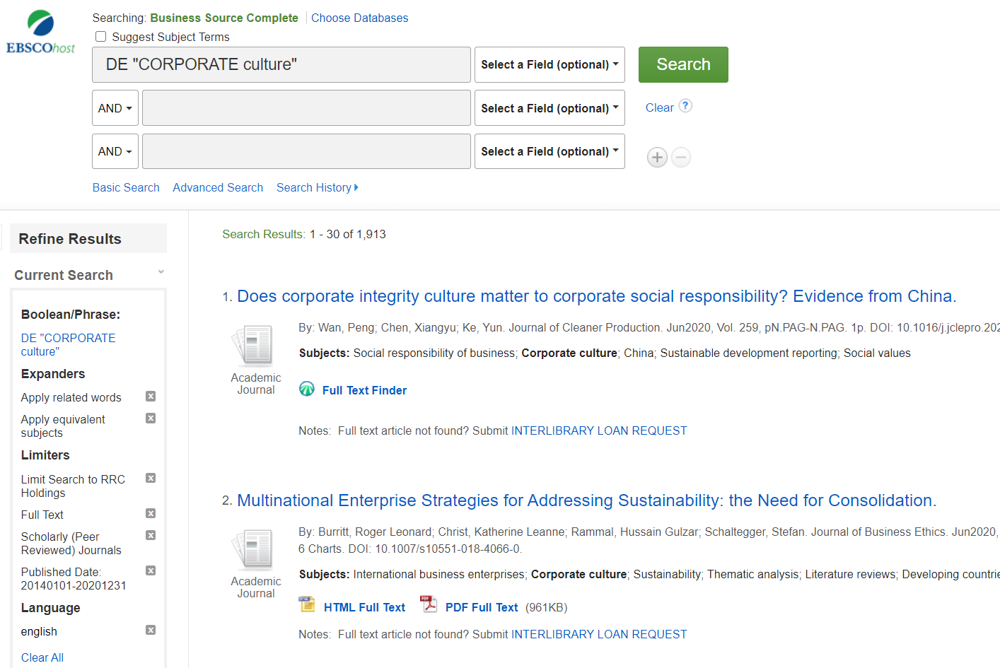 EBSCOhost
Searching: Business Source Complete Choose Databases
Suggest Subject Terms
DE "CORPORATE culture" Select a Field (optional) Search
AND Select a Field (optional) Clear ?
AND Select a Field (optional) + −
Basic Search Advanced Search Search History
Refine Results
Current Search
Boolean/Phrase:
DE "CORPORATE
culture"
Expanders
Apply related words x
Apply equivalent x
subjects
Limiters
Limit Search to RRC x
Holdings
Full Text x
Scholarly (Peer x
Reviewed) Journals
Published Date: x
20140101-20201231
Language
english x
Clear All
Search Results: 1 - 30 of 1,913
1. Does corporate integrity culture matter to corporate social responsibility? Evidence from China.
By: Wan, Peng; Chen, Xiangyu; Ke, Yun. Journal of Cleaner Production. Jun2020, Vol. 259, pN.PAG-N.PAG. 1p. DOI: 10.1016/j.jclepro.202
Subjects: Social responsibility of business; Corporate culture; China; Sustainable development reporting; Social values
Academic
Journal
Full Text Finder
Notes: Full text article not found? Submit INTERLIBRARY LOAN REQUEST
2. Multinational Enterprise Strategies for Addressing Sustainability: the Need for Consolidation.
By: Burritt, Roger Leonard; Christ, Katherine Leanne; Rammal, Hussain Gulzar; Schaltegger, Stefan. Journal of Business Ethics. Jun2020,
6 Charts. DOI: 10.1007/s10551-018-4066-0.
Subjects: International business enterprises; Corporate culture; Sustainability; Thematic analysis; Literature reviews; Developing countrie
Academic
Journal
HTML Full Text PDF Full Text (961KB)
Notes: Full text article not found? Submit INTERLIBRARY LOAN REQUEST